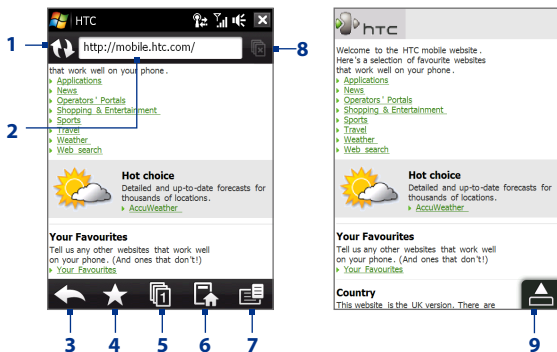 HTC
1
http://mobile.htc.com/
8
that work well on your phone.
Applications
News
Operators' Portals
Shopping & Entertainment
2
Sports
Travel
Weather
Web search
Hot choice
Detailed and up-to-date forecasts for
thousands of locations.
AccuWeather
Your Favourites
Tell us any other websites that work well
on your phone. (And ones that don't!)
Your Favourites
1
3
4
5
6
7
hTC
Welcome to the HTC mobile website.
Here's a selection of favourite websites
that work well on your phone.
Applications
News
Operators' Portals
Shopping & Entertainment
Sports
Travel
Weather
Web search
Hot choice
Detailed and up-to-date forecasts for
thousands of locations.
AccuWeather
Your Favourites
Tell us any other websites that work well
on your phone. (And ones that don't!)
Your Favourites
Country
This website is the UK version. There are
9